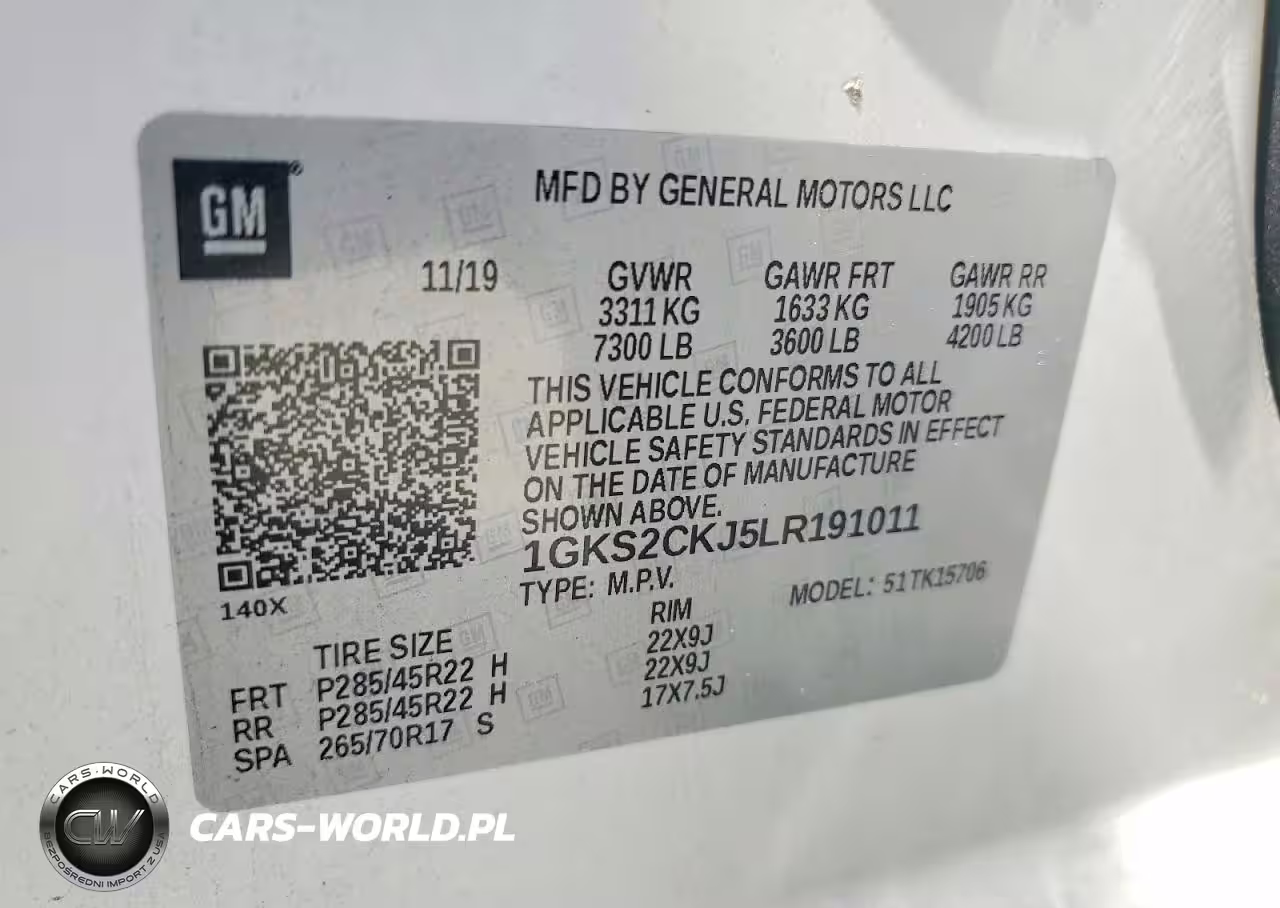 GM
MFD BY GENERAL MOTORS LLC
11/19 GVWR GAWR FRT GAWR RR
3311 KG 1633 KG 1905 KG
7300 LB 3600 LB 4200 LB
THIS VEHICLE CONFORMS TO ALL
APPLICABLE U.S. FEDERAL MOTOR
VEHICLE SAFETY STANDARDS IN EFFECT
ON THE DATE OF MANUFACTURE
SHOWN ABOVE.
1GKS2CKJ5LR191011
TYPE: M.P.V. MODEL: 51TK15706
140X
TIRE SIZE RIM
FRT P285/45R22 H 22X9J
RR P285/45R22 H 22X9J
SPA 265/70R17 S 17X7.5J
CARS-WORLD
CW
BEZPOŚREDNI IMPORT Z USA
CARS-WORLD.PL